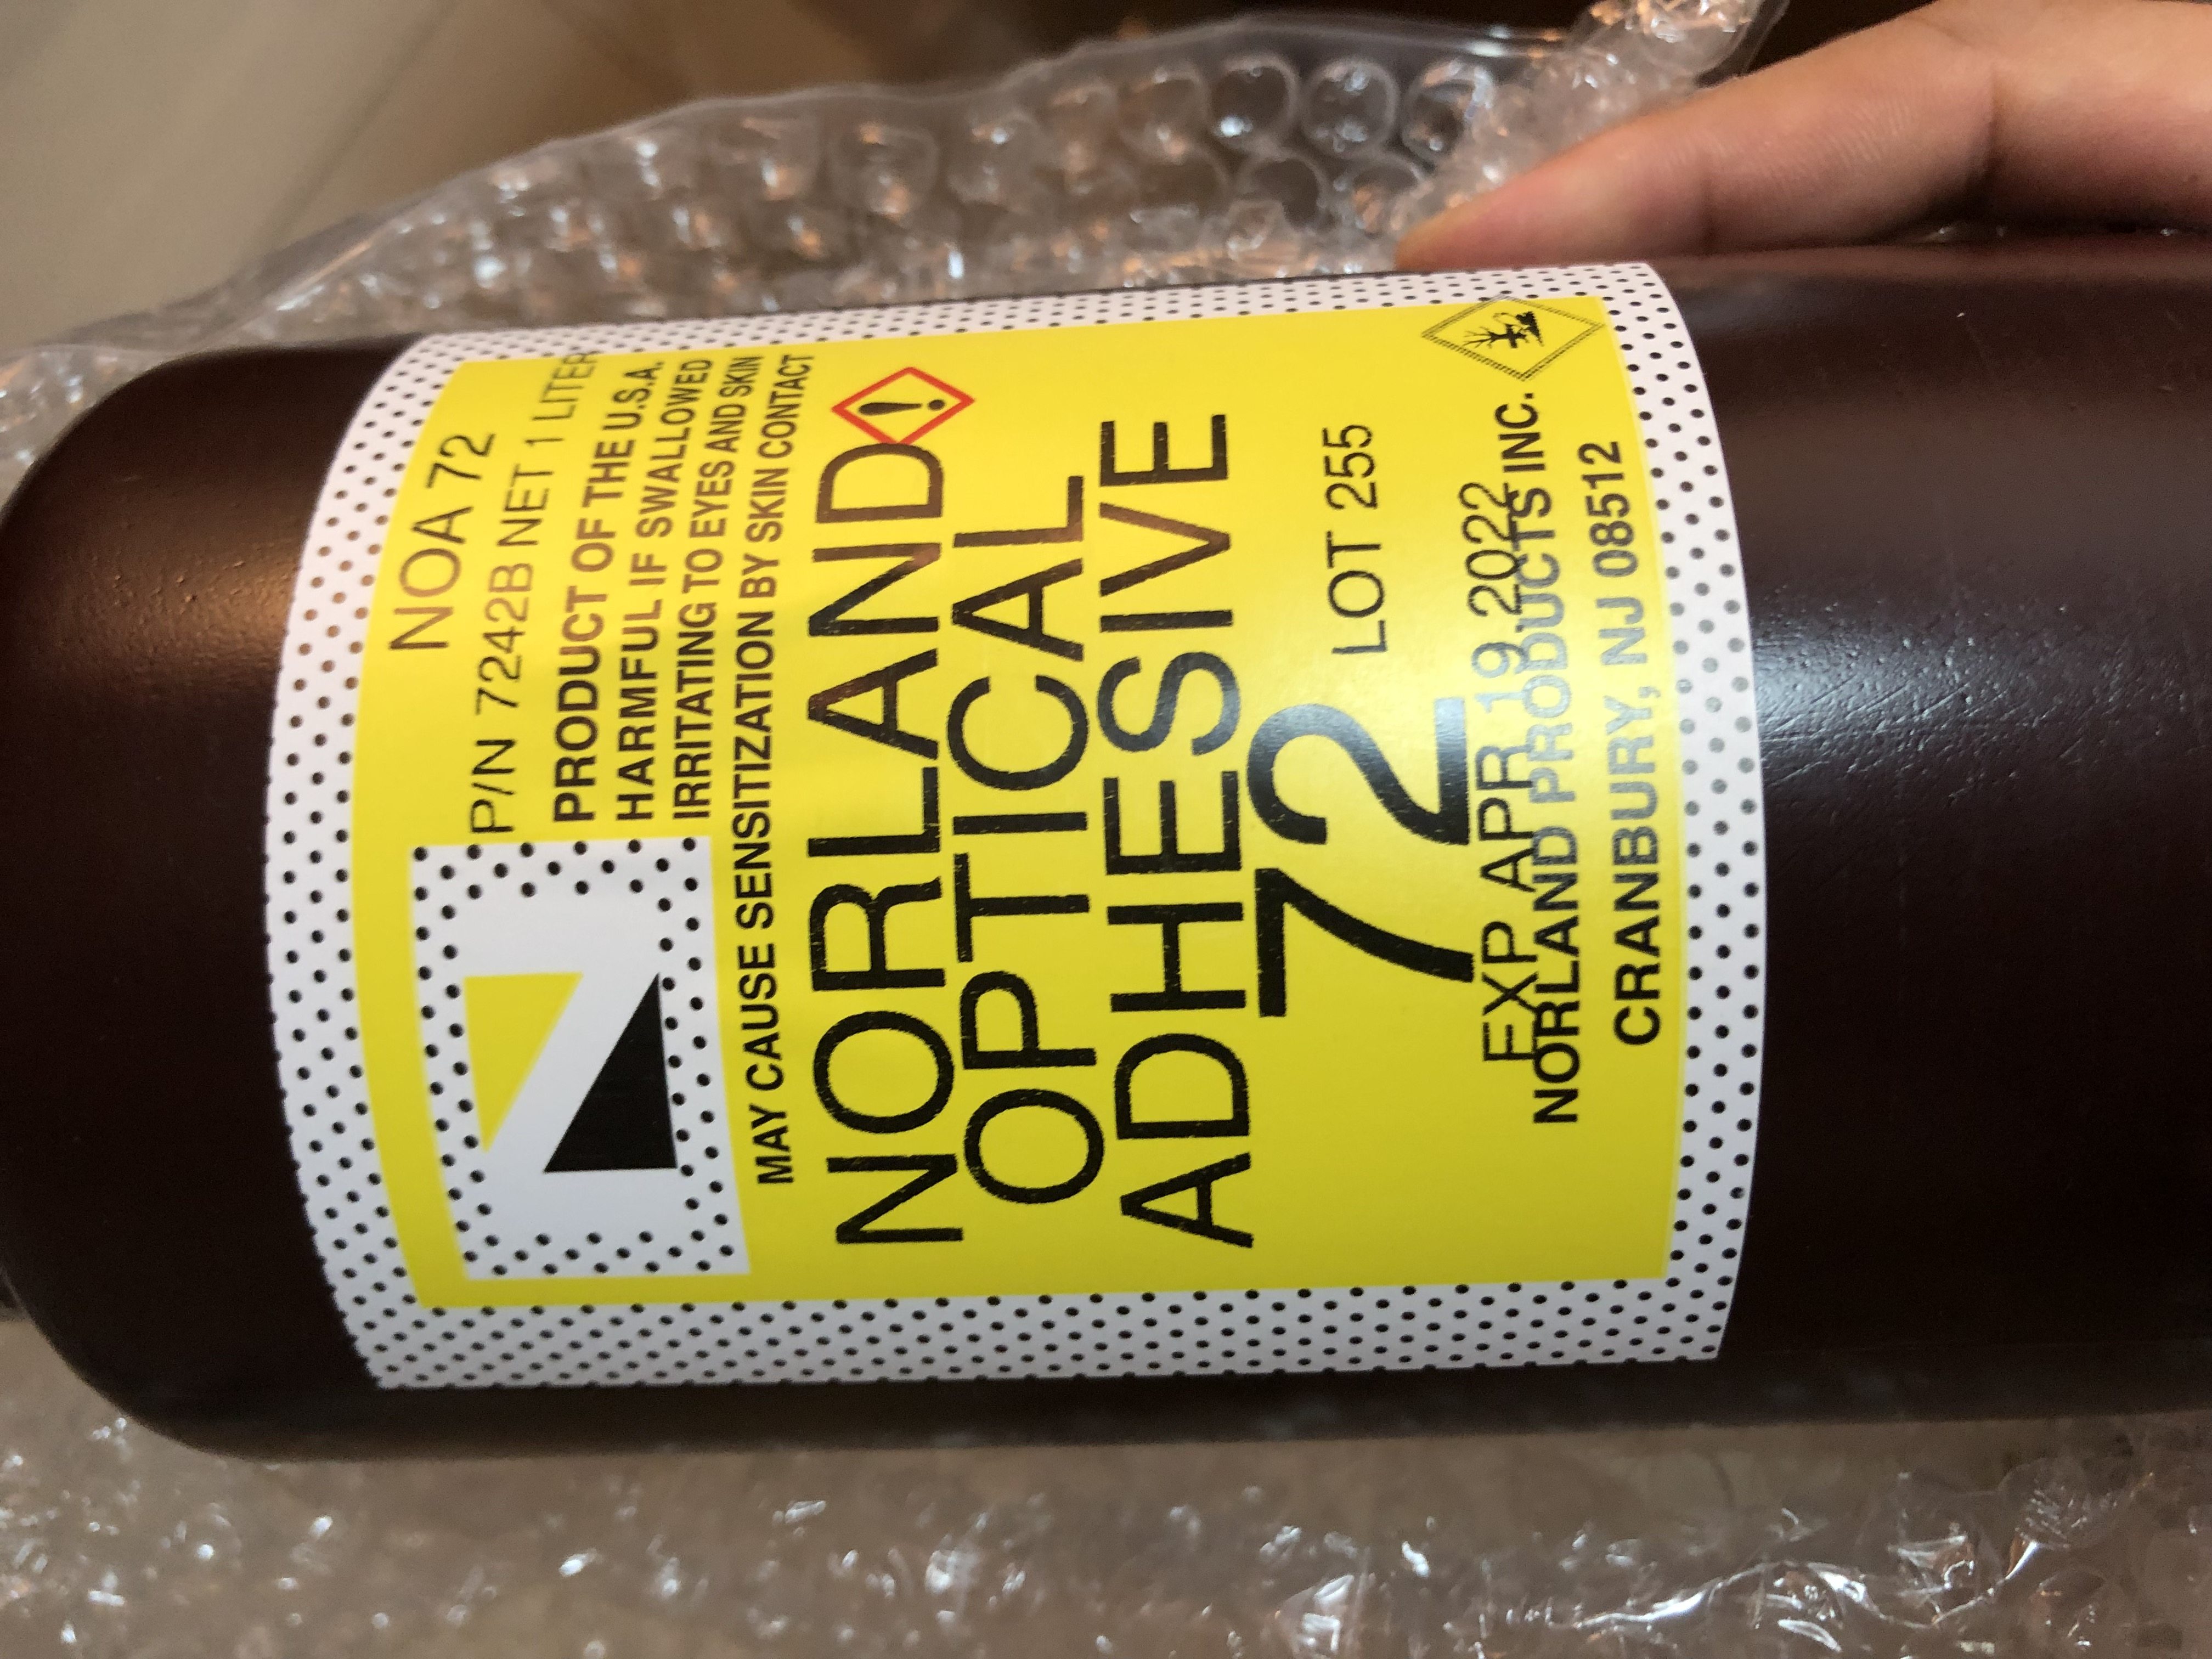 NOA 72
P/N 7242B NET 1 LITER
PRODUCT OF THE U.S.A.
HARMFUL IF SWALLOWED
IRRITATING TO EYES AND SKIN
MAY CAUSE SENSITIZATION BY SKIN CONTACT
NORLAND
OPTICAL
ADHESIVE
72
LOT 255
EXP APR 19 2022
NORLAND PRODUCTS INC.
CRANBURY, NJ 08512